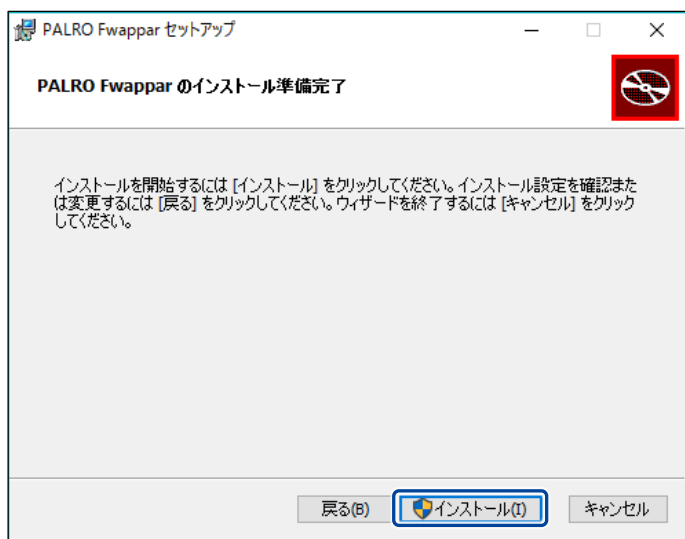 PALRO Fwappar セットアップ
PALRO Fwappar のインストール準備完了
インストールを開始するには [インストール] をクリックしてください。インストール設定を確認また
は変更するには [戻る] をクリックしてください。ウィザードを終了するには [キャンセル] をクリック
してください。
戻る(B) インストール(I) キャンセル